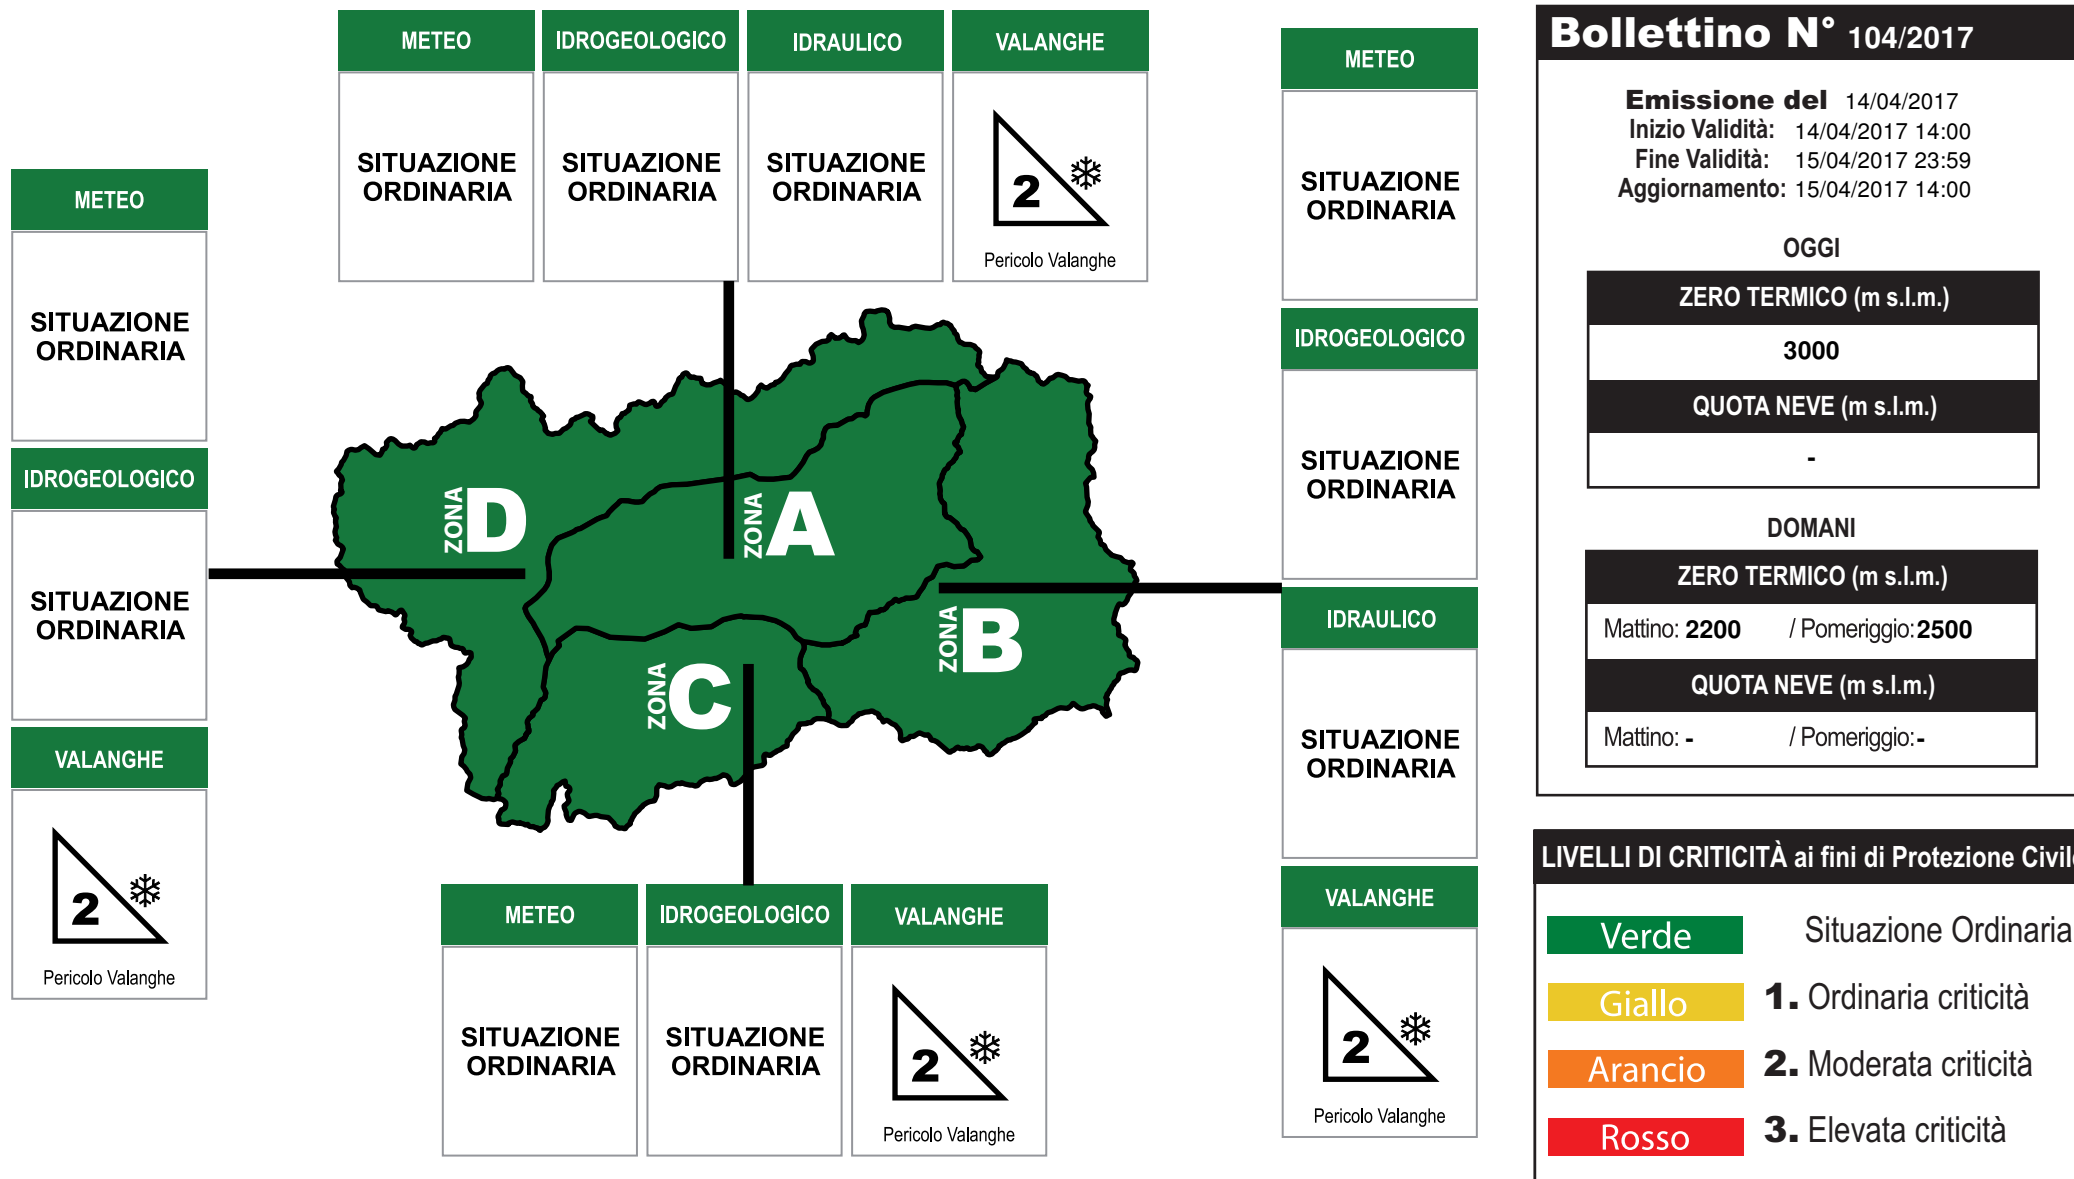 METEO
SITUAZIONE
ORDINARIA
IDROGEOLOGICO
SITUAZIONE
ORDINARIA
IDRAULICO
SITUAZIONE
ORDINARIA
VALANGHE
2
Pericolo Valanghe
METEO
SITUAZIONE
ORDINARIA
IDROGEOLOGICO
SITUAZIONE
ORDINARIA
VALANGHE
2
Pericolo Valanghe
ZONA D
ZONA A
ZONA B
ZONA C
METEO
SITUAZIONE
ORDINARIA
IDROGEOLOGICO
SITUAZIONE
ORDINARIA
VALANGHE
2
Pericolo Valanghe
METEO
SITUAZIONE
ORDINARIA
IDROGEOLOGICO
SITUAZIONE
ORDINARIA
IDRAULICO
SITUAZIONE
ORDINARIA
VALANGHE
2
Pericolo Valanghe
Bollettino N° 104/2017
Emissione del 14/04/2017
Inizio Validità: 14/04/2017 14:00
Fine Validità: 15/04/2017 23:59
Aggiornamento: 15/04/2017 14:00
OGGI
ZERO TERMICO (m s.l.m.)
3000
QUOTA NEVE (m s.l.m.)
-
DOMANI
ZERO TERMICO (m s.l.m.)
Mattino: 2200 / Pomeriggio: 2500
QUOTA NEVE (m s.l.m.)
Mattino: - / Pomeriggio: -
LIVELLI DI CRITICITÀ ai fini di Protezione Civile
Verde Situazione Ordinaria
Giallo 1. Ordinaria criticità
Arancio 2. Moderata criticità
Rosso 3. Elevata criticità